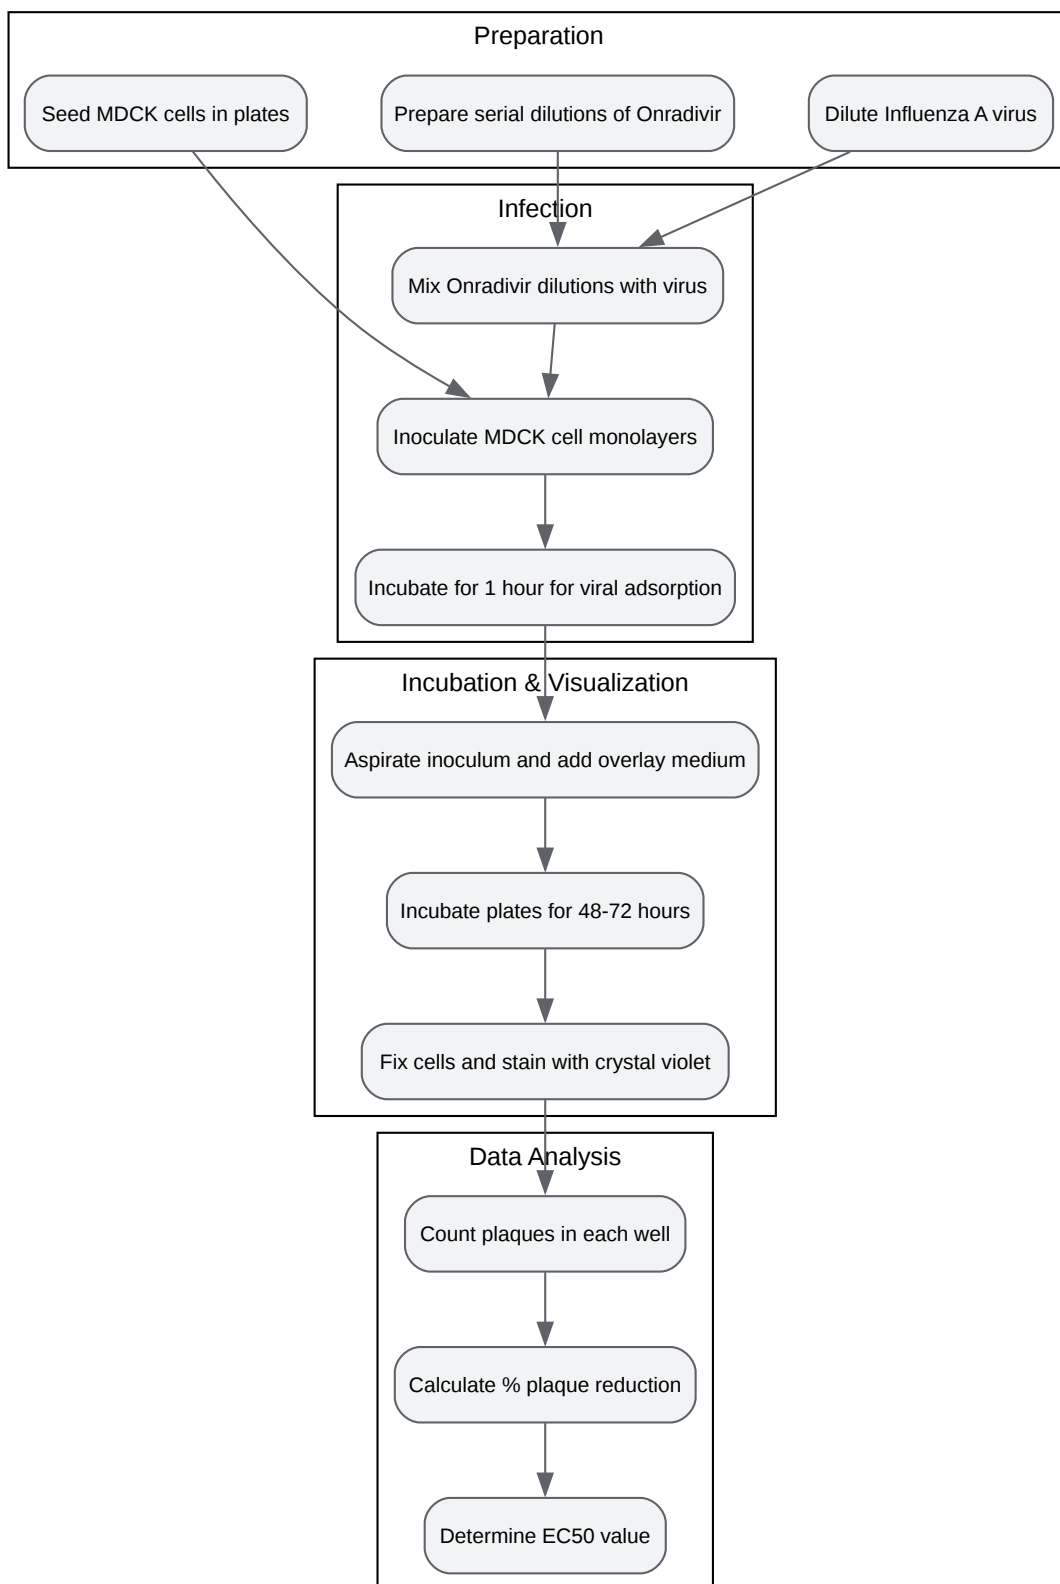 Preparation
Seed MDCK cells in plates
Prepare serial dilutions of Onradivir
Dilute Influenza A virus
Infection
Mix Onradivir dilutions with virus
Inoculate MDCK cell monolayers
Incubate for 1 hour for viral adsorption
Incubation & Visualization
Aspirate inoculum and add overlay medium
Incubate plates for 48-72 hours
Fix cells and stain with crystal violet
Data Analysis
Count plaques in each well
Calculate % plaque reduction
Determine EC50 value